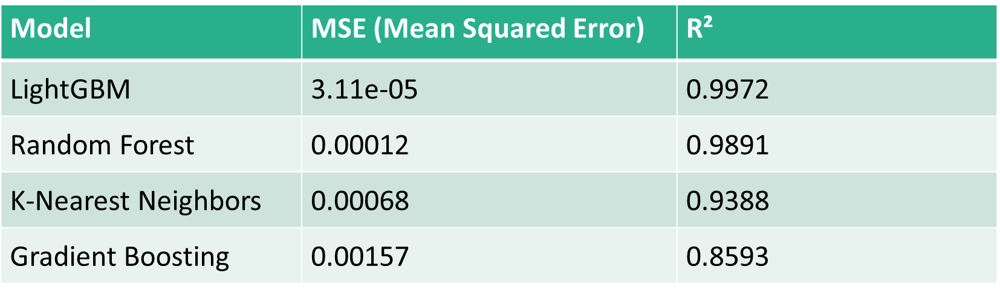 Model MSE (Mean Squared Error) R²
LightGBM 3.11e-05 0.9972
Random Forest 0.00012 0.9891
K-Nearest Neighbors 0.00068 0.9388
Gradient Boosting 0.00157 0.8593